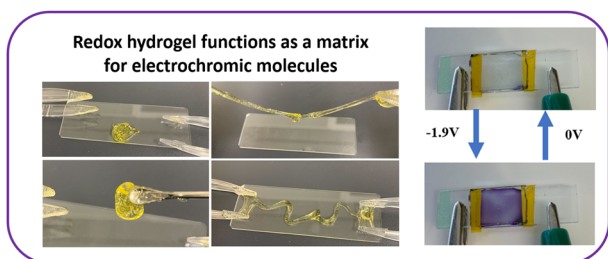 Redox hydrogel functions as a matrix
for electrochromic molecules
-1.9V
0V